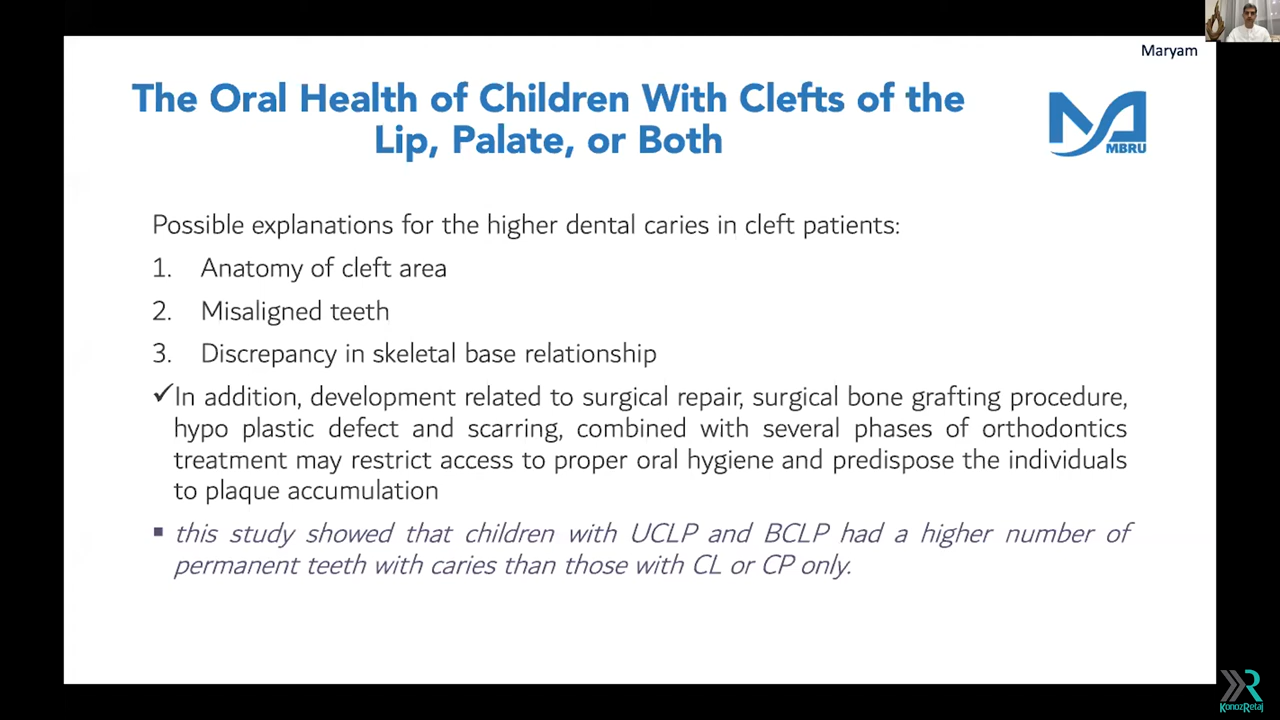 Maryam
The Oral Health of Children With Clefts of the
Lip, Palate, or Both
MBRU
Possible explanations for the higher dental caries in cleft patients:
1. Anatomy of cleft area
2. Misaligned teeth
3. Discrepancy in skeletal base relationship
✓In addition, development related to surgical repair, surgical bone grafting procedure,
hypo plastic defect and scarring, combined with several phases of orthodontics
treatment may restrict access to proper oral hygiene and predispose the individuals
to plaque accumulation
▪ this study showed that children with UCLP and BCLP had a higher number of
permanent teeth with caries than those with CL or CP only.
KonozRetaj